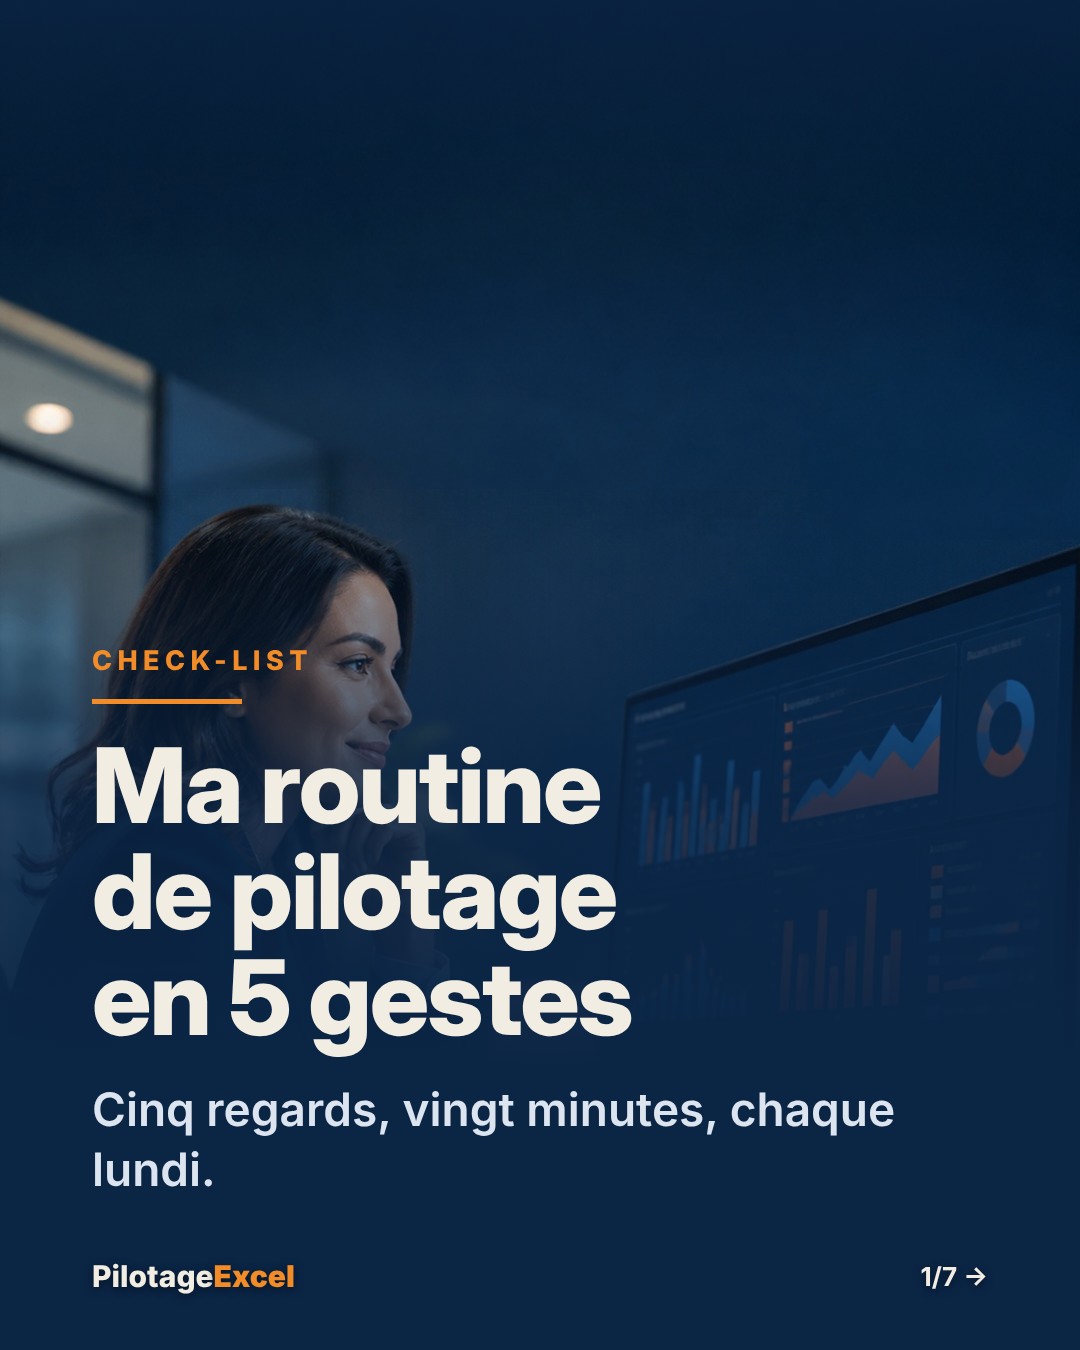 CHECK-LIST
Ma routine
de pilotage
en 5 gestes
Cinq regards, vingt minutes, chaque
lundi.
PilotageExcel
1/7 →